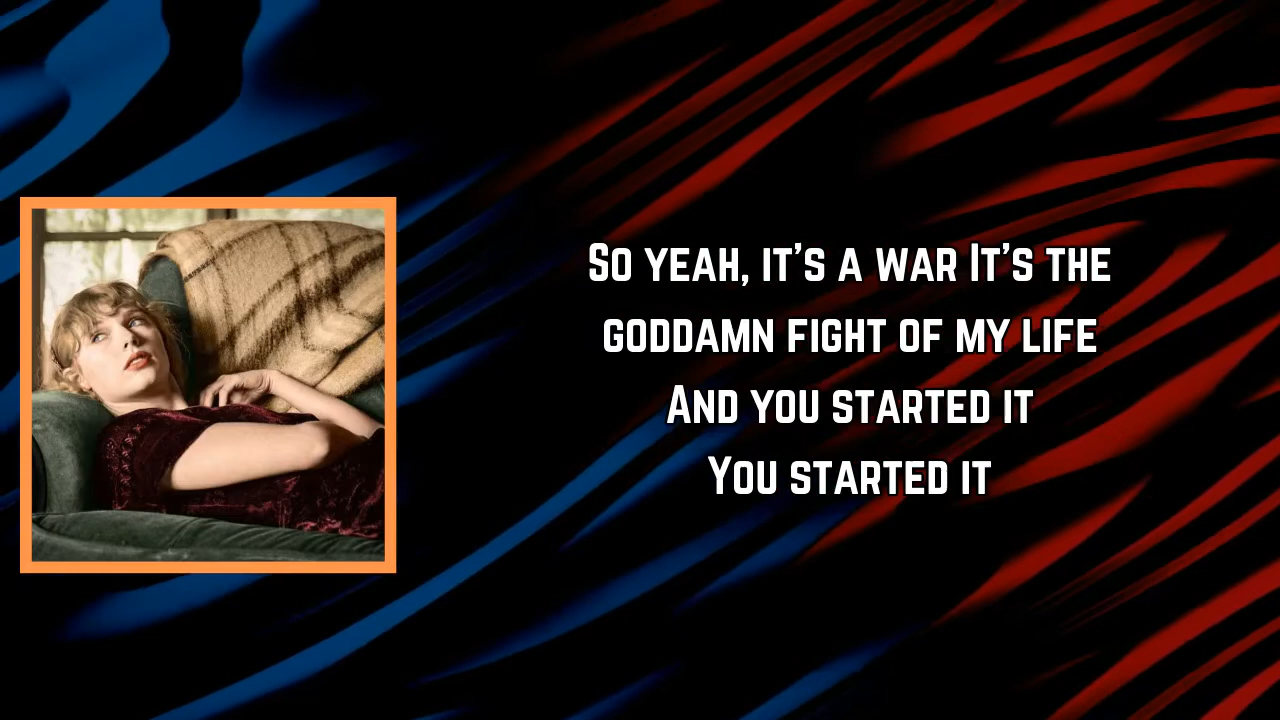 So yeah, it's a war It's the
goddamn fight of my life
And you started it
You started it